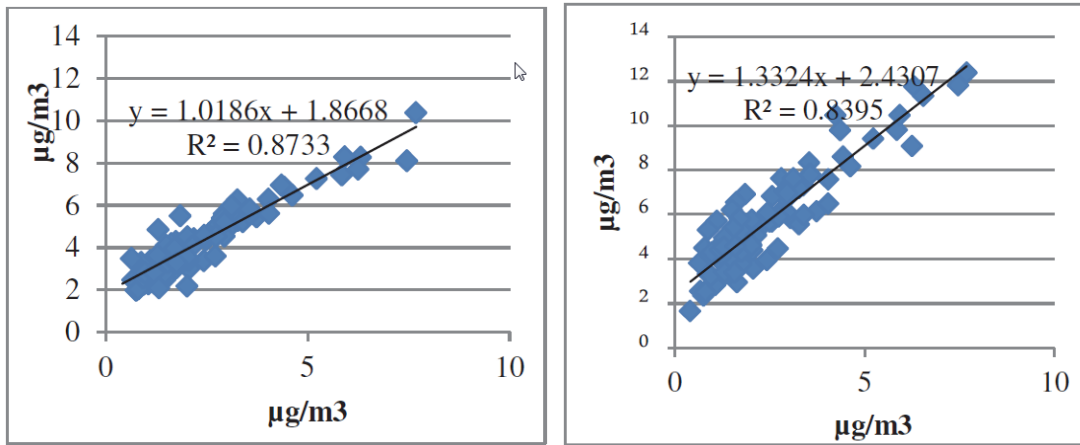 14
12
10
8
6
4
2
0
µg/m3
y = 1.0186x + 1.8668
R² = 0.8733
0 5 10
µg/m3
14
12
10
8
6
4
2
0
µg/m3
y = 1.3324x + 2.4307
R² = 0.8395
0 5 10
µg/m3